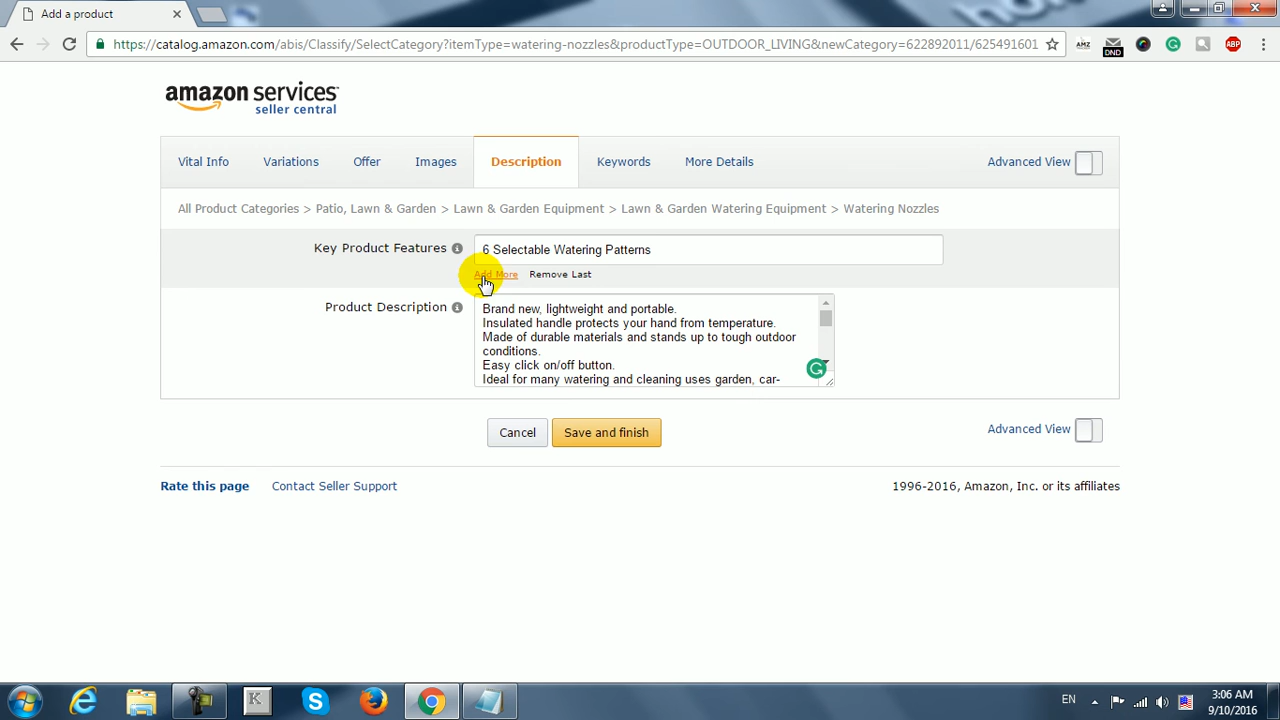 Add a product
https://catalog.amazon.com/abis/Classify/SelectCategory?itemType=watering-nozzles&productType=OUTDOOR_LIVING&newCategory=622892011/625491601
AMZ
DND
ABP
amazon services
seller central
Vital Info
Variations
Offer
Images
Description
Keywords
More Details
Advanced View
All Product Categories > Patio, Lawn & Garden > Lawn & Garden Equipment > Lawn & Garden Watering Equipment > Watering Nozzles
Key Product Features
6 Selectable Watering Patterns
Add More
Remove Last
Product Description
Brand new, lightweight and portable.
Insulated handle protects your hand from temperature.
Made of durable materials and stands up to tough outdoor
conditions.
Easy click on/off button.
Ideal for many watering and cleaning uses garden, car-
Cancel
Save and finish
Advanced View
Rate this page
Contact Seller Support
1996-2016, Amazon, Inc. or its affiliates
EN
3:06 AM
9/10/2016